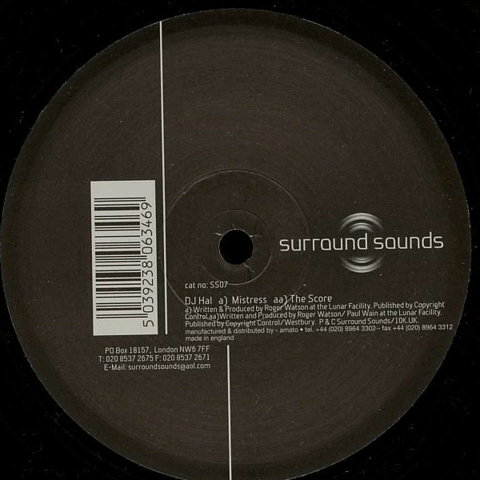 surround sounds
5 039238 063469
cat no: SS07
DJ Hal a) Mistress aa) The Score
a) Written & Produced by Roger Watson at the Lunar Facility. Published by Copyright
Control.aa)Written and Produced by Roger Watson/ Paul Wain at the Lunar Facility.
Published by Copyright Control/Westbury. P & C Surround Sounds/10K UK.
manufactured & distributed by - amato • tel. +44 (020) 8964 3302 – fax +44 (020) 8964 3312
made in england
PO Box 18157, London NW6 7FF
T: 020 8537 2675 F: 020 8537 2671
E-Mail: surroundsounds@aol.com